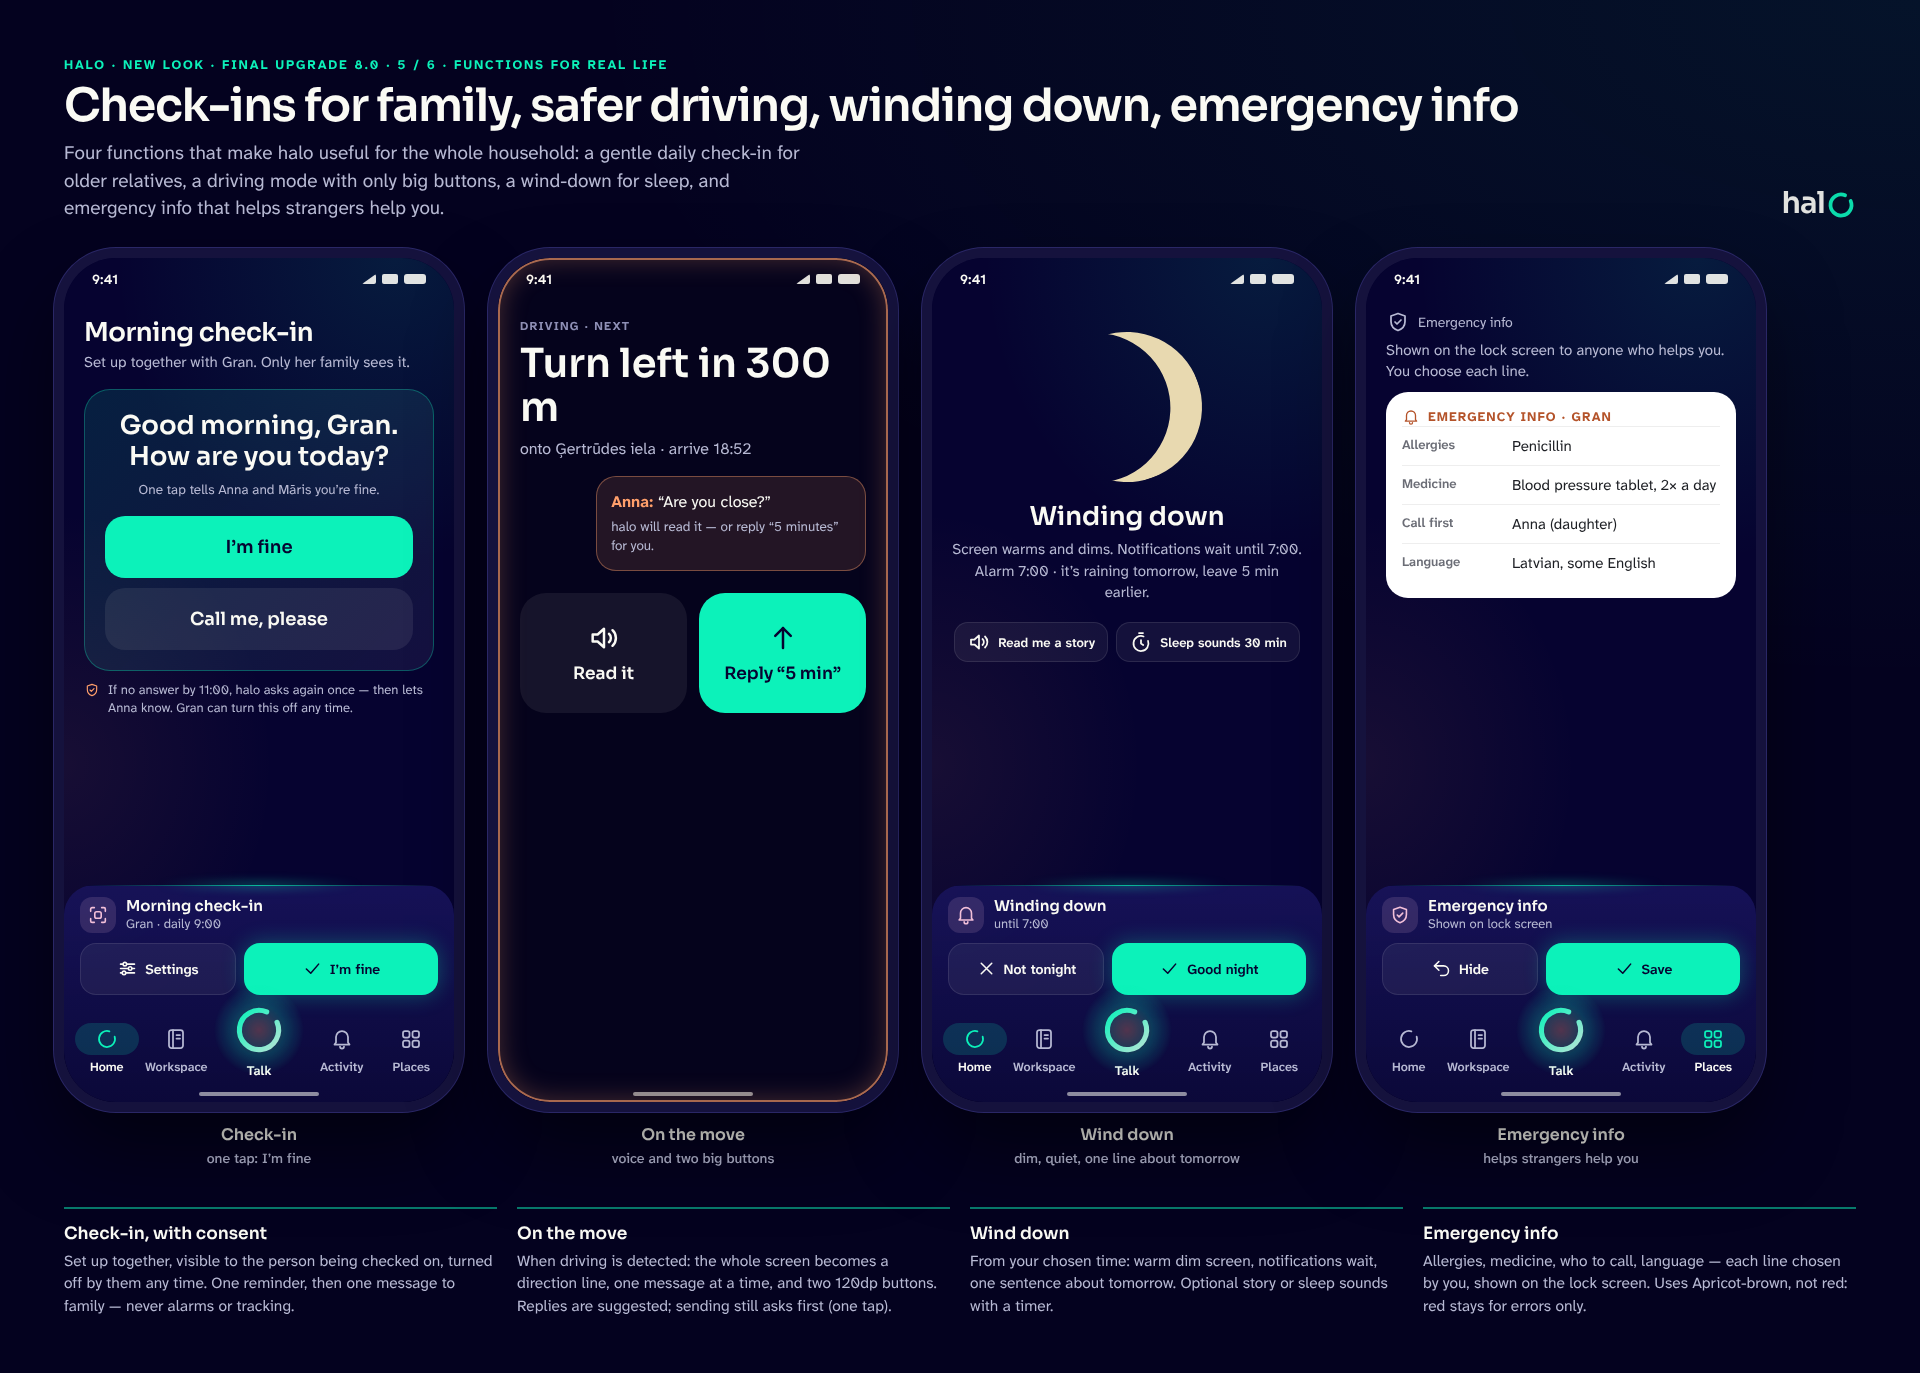 HALO · NEW LOOK · FINAL UPGRADE 8.0 · 5 / 6 · FUNCTIONS FOR REAL LIFE
Check-ins for family, safer driving, winding down, emergency info
Four functions that make halo useful for the whole household: a gentle daily check-in for
older relatives, a driving mode with only big buttons, a wind-down for sleep, and
emergency info that helps strangers help you.
halo
9:41
Morning check-in
Set up together with Gran. Only her family sees it.
Good morning, Gran.
How are you today?
One tap tells Anna and Māris you’re fine.
I’m fine
Call me, please
If no answer by 11:00, halo asks again once — then lets
Anna know. Gran can turn this off any time.
Morning check-in
Gran · daily 9:00
Settings
I’m fine
Home
Workspace
Talk
Activity
Places
Check-in
one tap: I’m fine
9:41
DRIVING · NEXT
Turn left in 300
m
onto Ģertrūdes iela · arrive 18:52
Anna: “Are you close?”
halo will read it — or reply “5 minutes”
for you.
Read it
Reply “5 min”
On the move
voice and two big buttons
9:41
Winding down
Screen warms and dims. Notifications wait until 7:00.
Alarm 7:00 · it’s raining tomorrow, leave 5 min
earlier.
Read me a story
Sleep sounds 30 min
Winding down
until 7:00
Not tonight
Good night
Home
Workspace
Talk
Activity
Places
Wind down
dim, quiet, one line about tomorrow
9:41
Emergency info
Shown on the lock screen to anyone who helps you.
You choose each line.
EMERGENCY INFO · GRAN
Allergies Penicillin
Medicine Blood pressure tablet, 2× a day
Call first Anna (daughter)
Language Latvian, some English
Emergency info
Shown on lock screen
Hide
Save
Home
Workspace
Talk
Activity
Places
Emergency info
helps strangers help you
Check-in, with consent
Set up together, visible to the person being checked on, turned
off by them any time. One reminder, then one message to
family — never alarms or tracking.
On the move
When driving is detected: the whole screen becomes a
direction line, one message at a time, and two 120dp buttons.
Replies are suggested; sending still asks first (one tap).
Wind down
From your chosen time: warm dim screen, notifications wait,
one sentence about tomorrow. Optional story or sleep sounds
with a timer.
Emergency info
Allergies, medicine, who to call, language — each line chosen
by you, shown on the lock screen. Uses Apricot-brown, not red:
red stays for errors only.